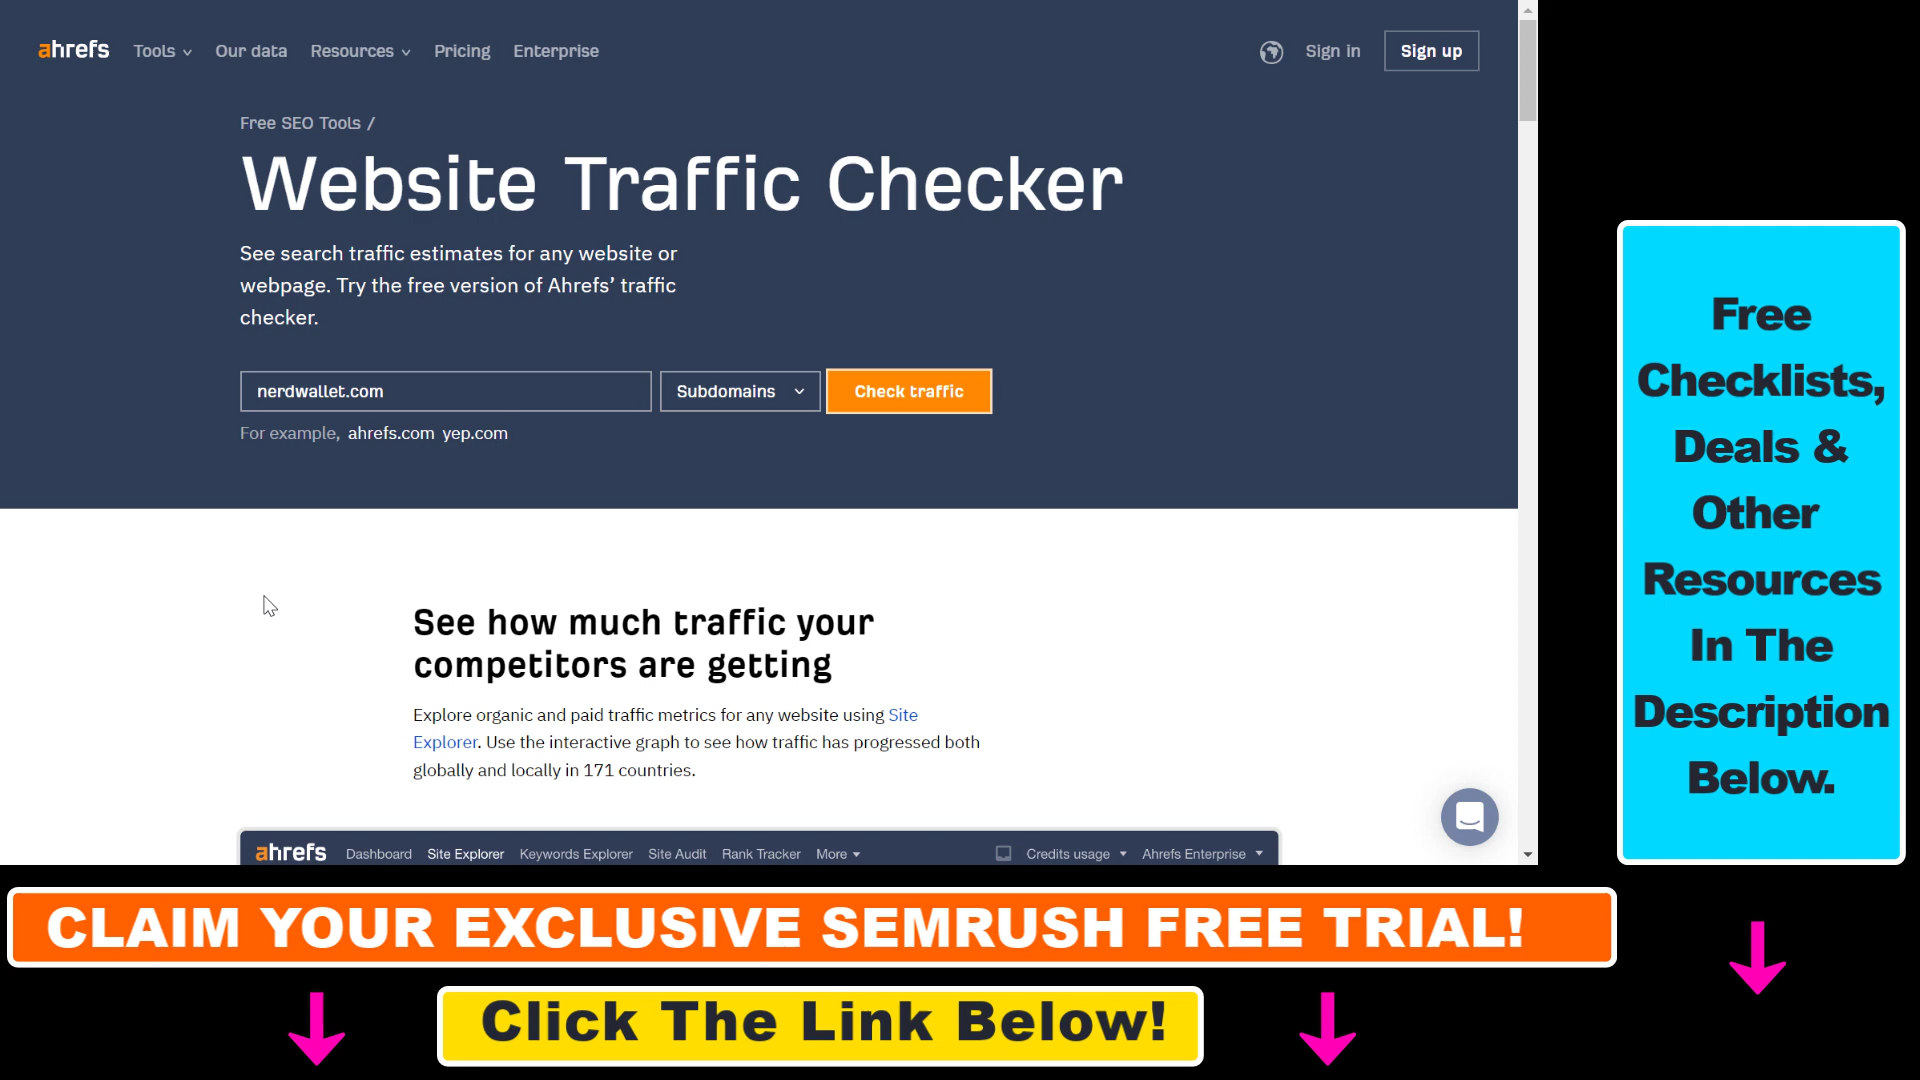 ahrefs Tools Our data Resources Pricing Enterprise Sign in Sign up
Free SEO Tools /
Website Traffic Checker
See search traffic estimates for any website or
webpage. Try the free version of Ahrefs’ traffic
checker.
nerdwallet.com Subdomains Check traffic
For example, ahrefs.com yep.com
See how much traffic your
competitors are getting
Explore organic and paid traffic metrics for any website using Site
Explorer. Use the interactive graph to see how traffic has progressed both
globally and locally in 171 countries.
ahrefs Dashboard Site Explorer Keywords Explorer Site Audit Rank Tracker More Credits usage Ahrefs Enterprise
Free
Checklists,
Deals &
Other
Resources
In The
Description
Below.
CLAIM YOUR EXCLUSIVE SEMRUSH FREE TRIAL!
Click The Link Below!